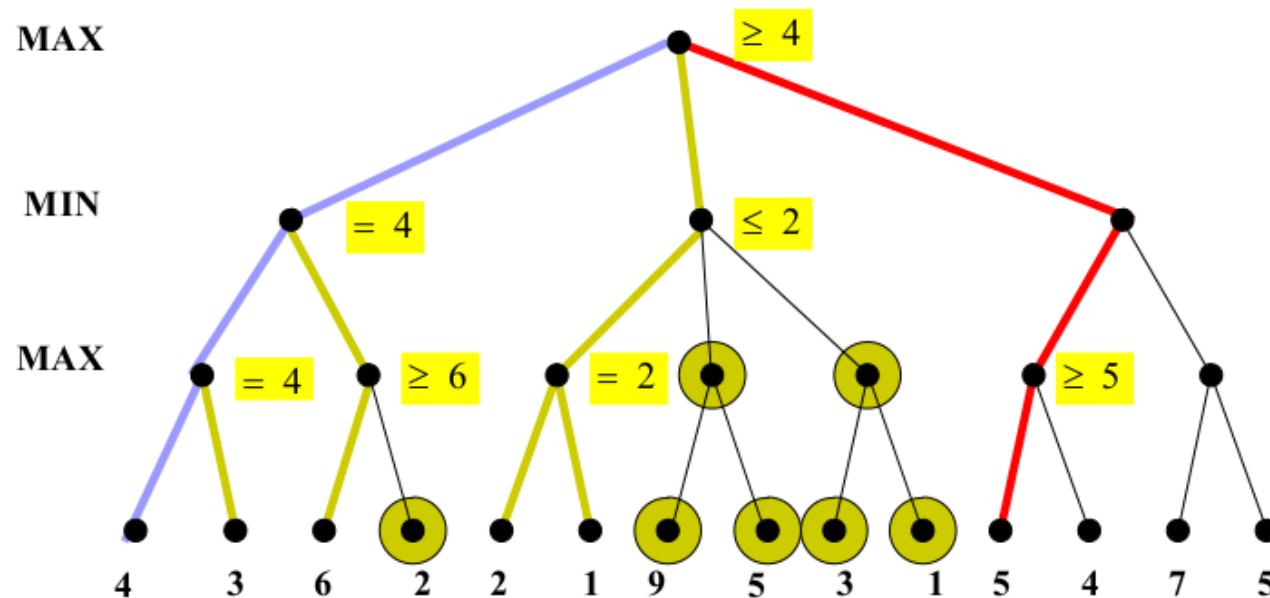 MAX
≥ 4
MIN
= 4
≤ 2
MAX
= 4
≥ 6
= 2
≥ 5
4 3 6 2 2 1 9 5 3 1 5 4 7 5